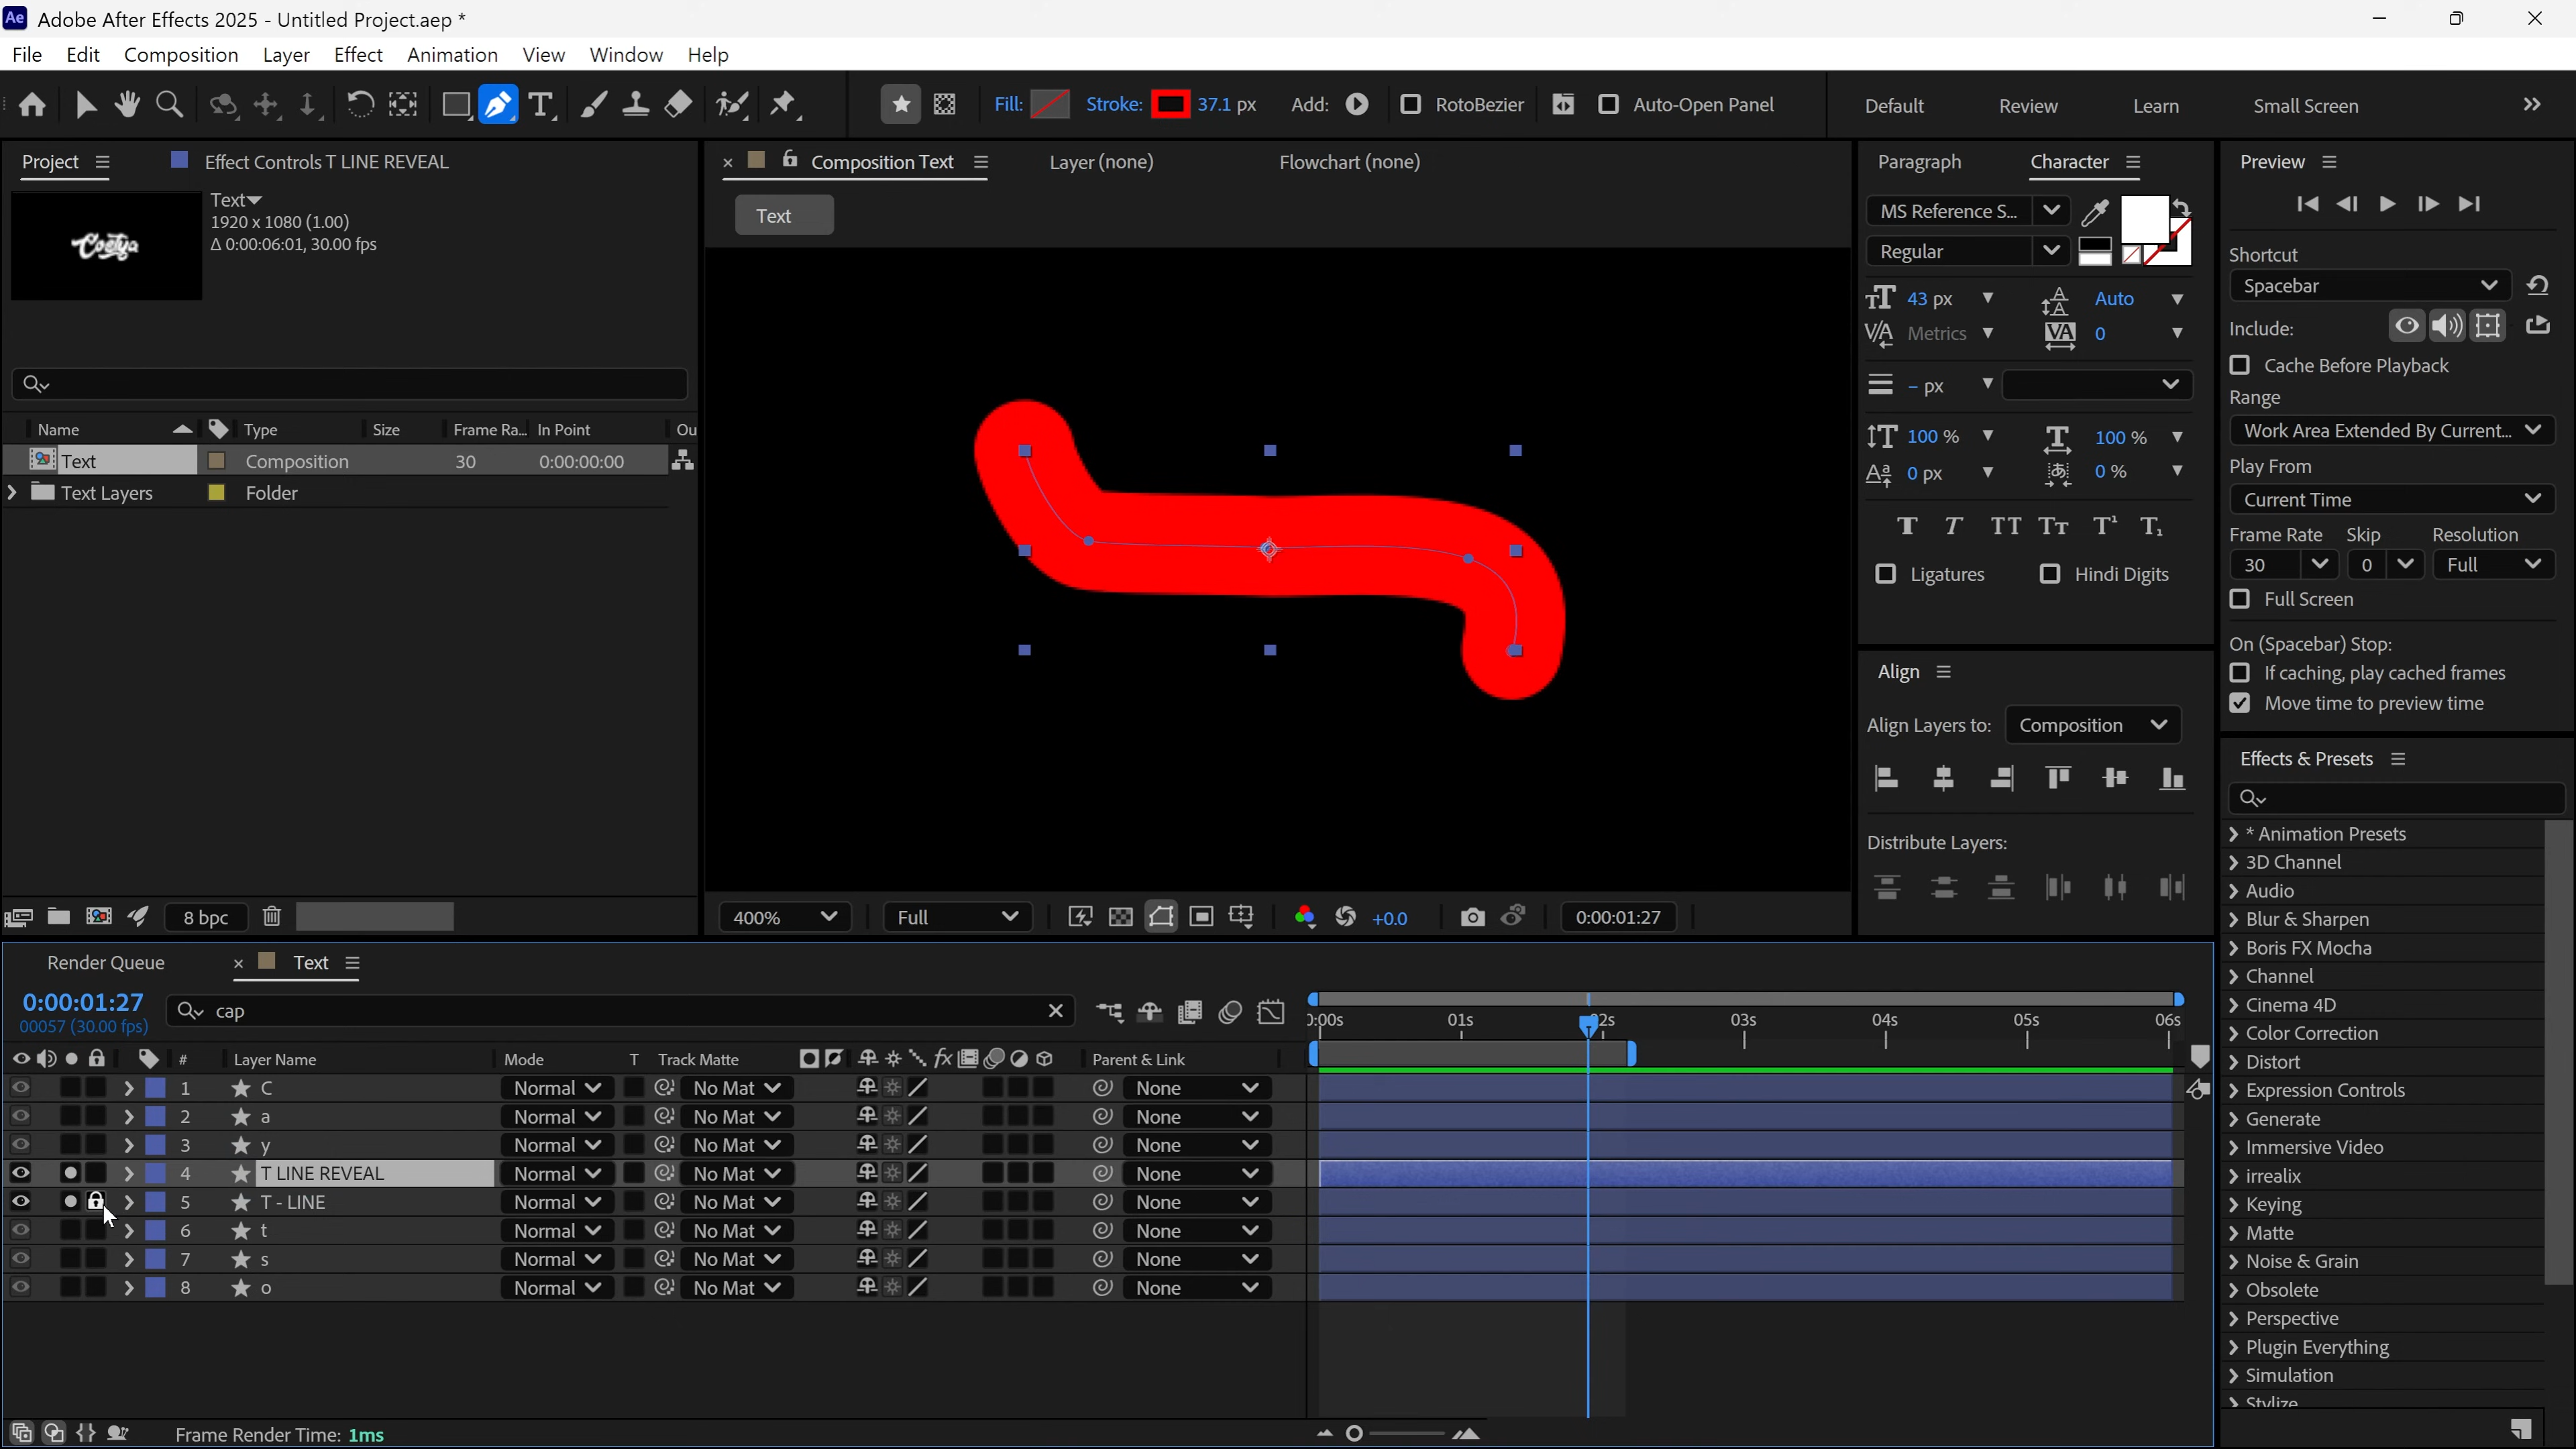 Ae Adobe After Effects 2025 - Untitled Project.aep *
File Edit Composition Layer Effect Animation View Window Help
Fill: Stroke: 37.1 px Add: RotoBezier Auto-Open Panel Default Review Learn Small Screen
Project Effect Controls T LINE REVEAL
Text
1920 x 1080 (1.00)
Δ 0:00:06:01, 30.00 fps
Name Type Size Frame Ra... In Point Ou
Text Composition 30 0:00:00:00
Text Layers Folder
8 bpc
Composition Text Layer (none) Flowchart (none)
Text
400% Full +0.0 0:00:01:27
Paragraph Character
MS Reference S...
Regular
43 px Auto
Metrics 0
- px
100 % 100 %
0 px 0 %
T T TT Tт T¹ T₁
Ligatures Hindi Digits
Align
Align Layers to: Composition
Distribute Layers:
Preview
Shortcut
Spacebar
Include:
Cache Before Playback
Range
Work Area Extended By Current...
Play From
Current Time
Frame Rate Skip Resolution
30 0 Full
Full Screen
On (Spacebar) Stop:
If caching, play cached frames
Move time to preview time
Effects & Presets
* Animation Presets
3D Channel
Audio
Blur & Sharpen
Boris FX Mocha
Channel
Cinema 4D
Color Correction
Distort
Expression Controls
Generate
Immersive Video
irrealix
Keying
Matte
Noise & Grain
Obsolete
Perspective
Plugin Everything
Simulation
Stylize
Render Queue Text
0:00:01:27 cap
00057 (30.00 fps)
0:00s 01s 02s 03s 04s 05s 06s
# Layer Name Mode T Track Matte Parent & Link
1 C Normal No Mat None
2 a Normal No Mat None
3 y Normal No Mat None
4 T LINE REVEAL Normal No Mat None
5 T - LINE Normal No Mat None
6 t Normal No Mat None
7 s Normal No Mat None
8 o Normal No Mat None
Frame Render Time: 1ms